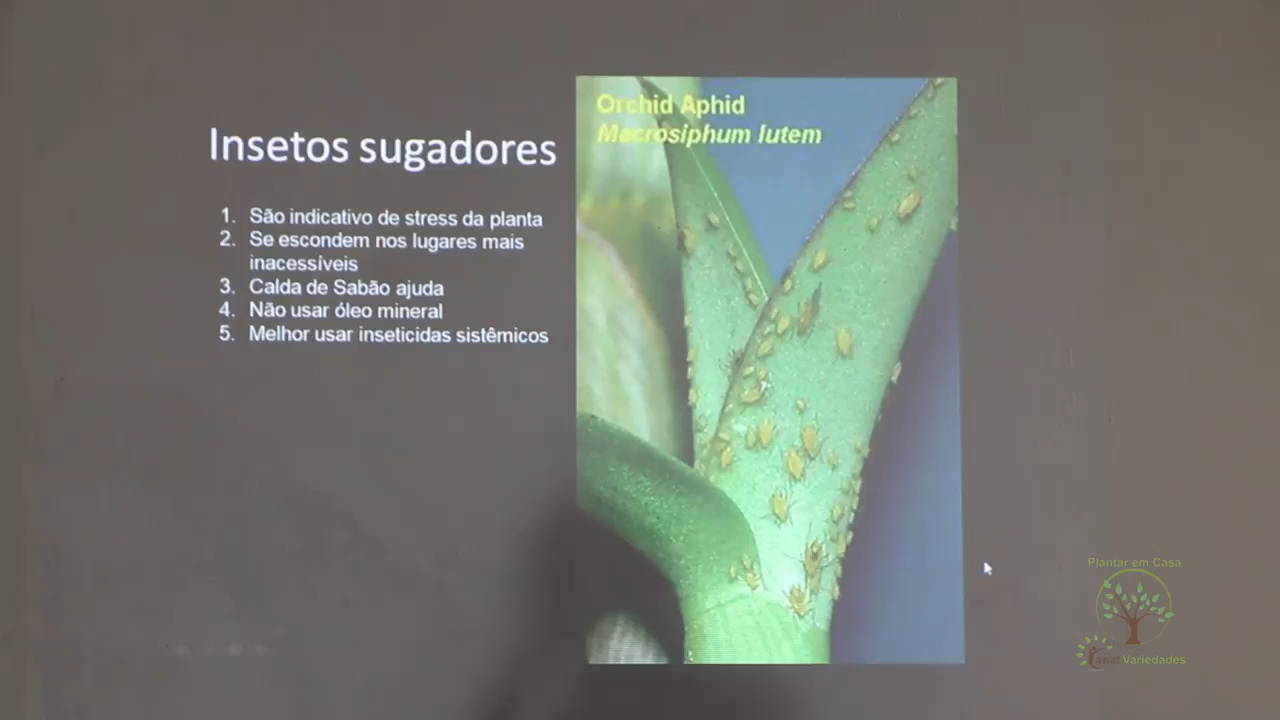 Insetos sugadores
1. São indicativo de stress da planta
2. Se escondem nos lugares mais
inacessíveis
3. Calda de Sabão ajuda
4. Não usar óleo mineral
5. Melhor usar inseticidas sistêmicos
Orchid Aphid
Macrosiphum lutem
Plantar em Casa
Canal Variedades